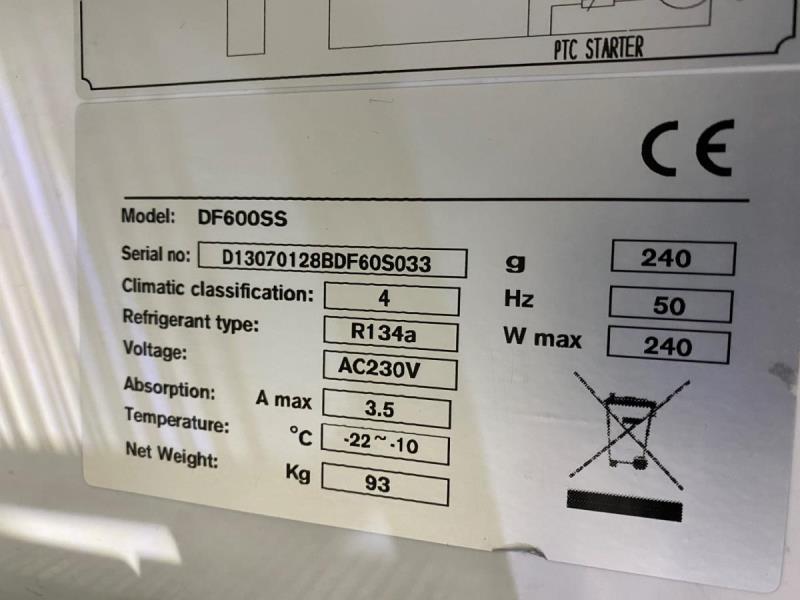 PTC STARTER
CE
Model: DF600SS
Serial no: D13070128BDF60S033 g 240
Climatic classification: 4 Hz 50
Refrigerant type: R134a W max 240
Voltage: AC230V
Absorption: A max 3.5
Temperature: °C -22~-10
Net Weight: Kg 93